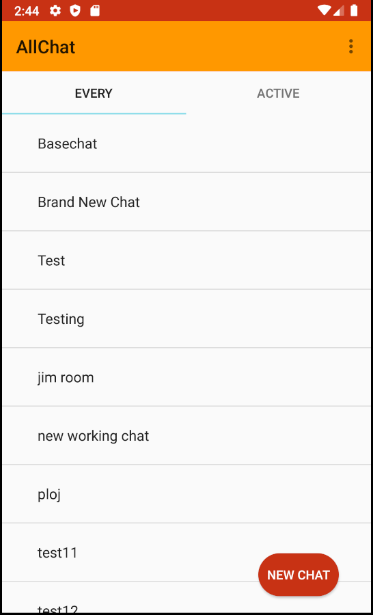 2:44
AllChat
EVERY ACTIVE
Basechat
Brand New Chat
Test
Testing
jim room
new working chat
ploj
test11
NEW CHAT
test12